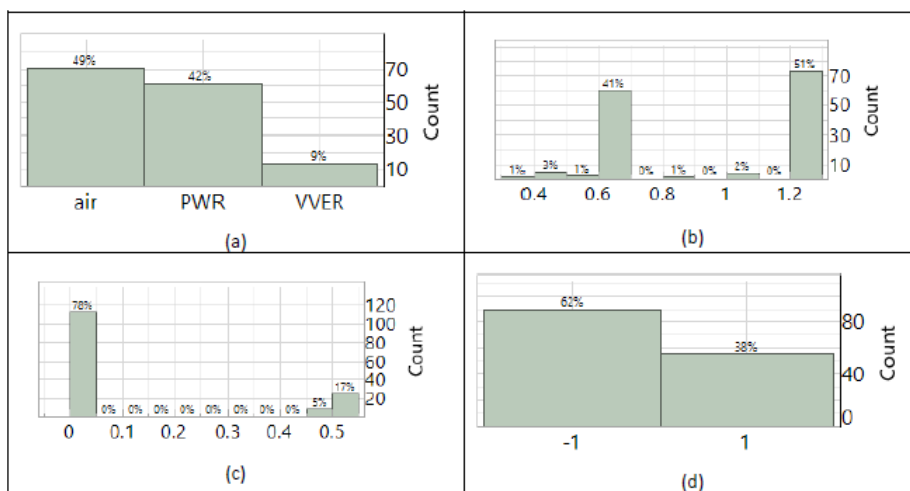 49%
42%
9%
70
50
30
10
Count
air PWR VVER
(a)
1% 3% 1% 41% 0% 1% 0% 2% 0% 51%
70
50
30
10
Count
0.4 0.6 0.8 1 1.2
(b)
78% 0% 0% 0% 0% 0% 0% 0% 0% 5% 17%
120
100
80
60
40
20
Count
0 0.1 0.2 0.3 0.4 0.5
(c)
62%
38%
80
40
0
Count
-1 1
(d)